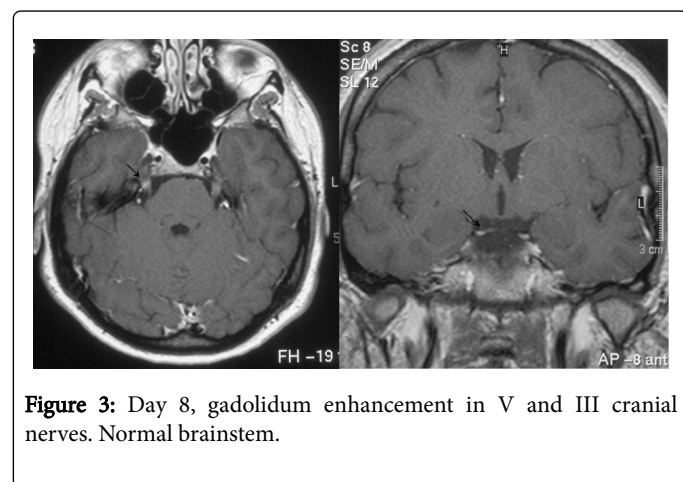 Sc 8
SE/M
SL 12
H
L
L
5
3 cm
FH -19
AP -8 ant
Figure 3: Day 8, gadolidum enhancement in V and III cranial
nerves. Normal brainstem.